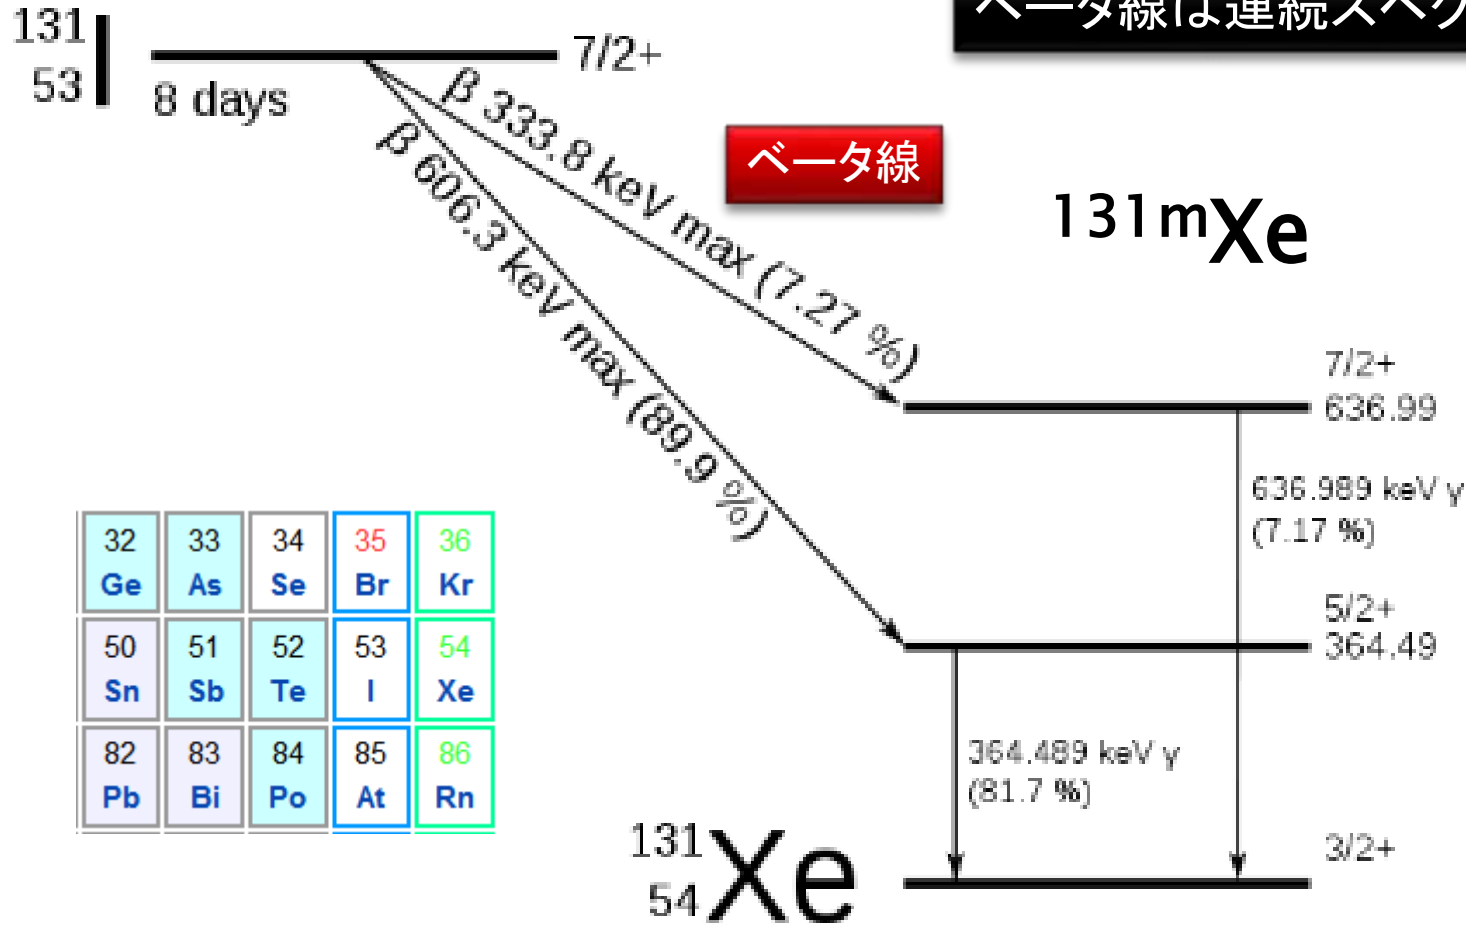 ベータ線は連続スペク
131
53 I
7/2+
8 days
β 333.8 keV max (7.27 %)
β 606.3 keV max (89.9 %)
ベータ線
131mXe
7/2+
636.99
636.989 keV γ
(7.17 %)
5/2+
364.49
364.489 keV γ
(81.7 %)
3/2+
131
54 Xe
32 33 34 35 36
Ge As Se Br Kr
50 51 52 53 54
Sn Sb Te I Xe
82 83 84 85 86
Pb Bi Po At Rn